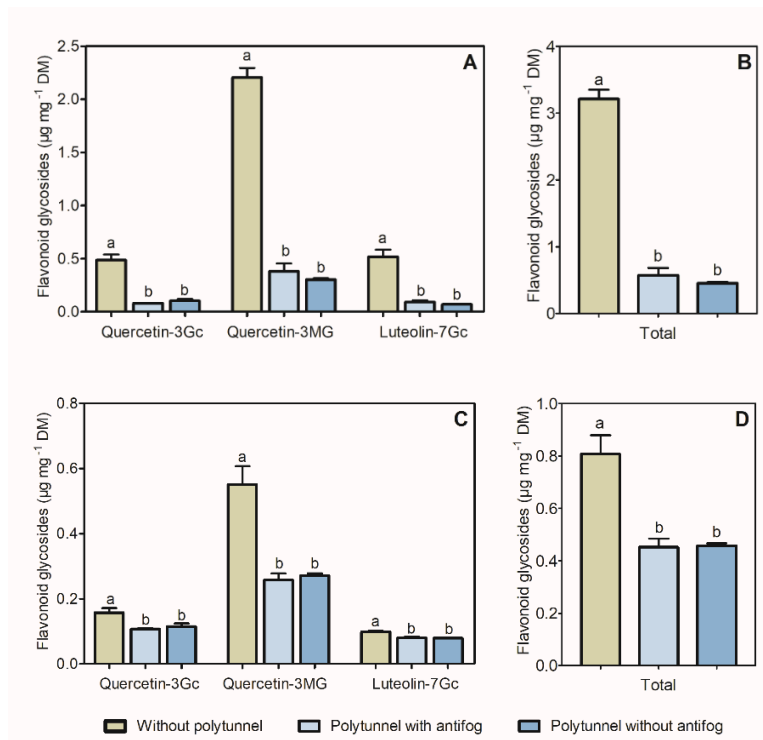 Flavonoid glycosides (µg mg⁻¹ DM)
2.5
2.0
1.5
1.0
0.5
0.0
A
a
b
b
a
b
b
a
b
b
Quercetin-3Gc
Quercetin-3MG
Luteolin-7Gc
Flavonoid glycosides (µg mg⁻¹ DM)
4
3
2
1
0
B
a
b
b
Total
Flavonoid glycosides (µg mg⁻¹ DM)
0.8
0.6
0.4
0.2
0.0
C
a
b
b
a
b
b
a
b
b
Quercetin-3Gc
Quercetin-3MG
Luteolin-7Gc
Flavonoid glycosides (µg mg⁻¹ DM)
1.0
0.8
0.6
0.4
0.2
0.0
D
a
b
b
Total
Without polytunnel
Polytunnel with antifog
Polytunnel without antifog